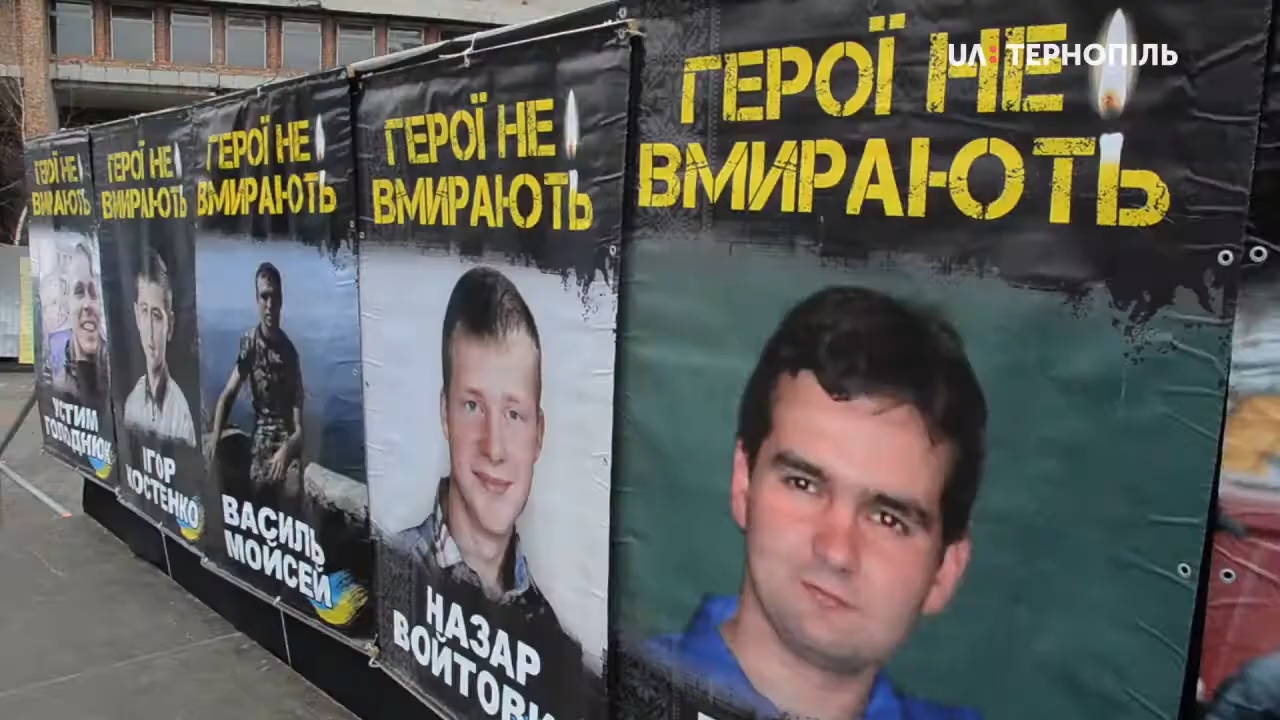 UA: ТЕРНОПІЛЬ
ГЕРОЇ НЕ
ВМИРАЮТЬ
УСТИМ
ГОЛОДНЮК
ГЕРОЇ НЕ
ВМИРАЮТЬ
ІГОР
КОСТЕНКО
ГЕРОЇ НЕ
ВМИРАЮТЬ
ВАСИЛЬ
МОЙСЕЙ
ГЕРОЇ НЕ
ВМИРАЮТЬ
НАЗАР
ВОЙТОВИ
ГЕРОЇ НЕ
ВМИРАЮТЬ